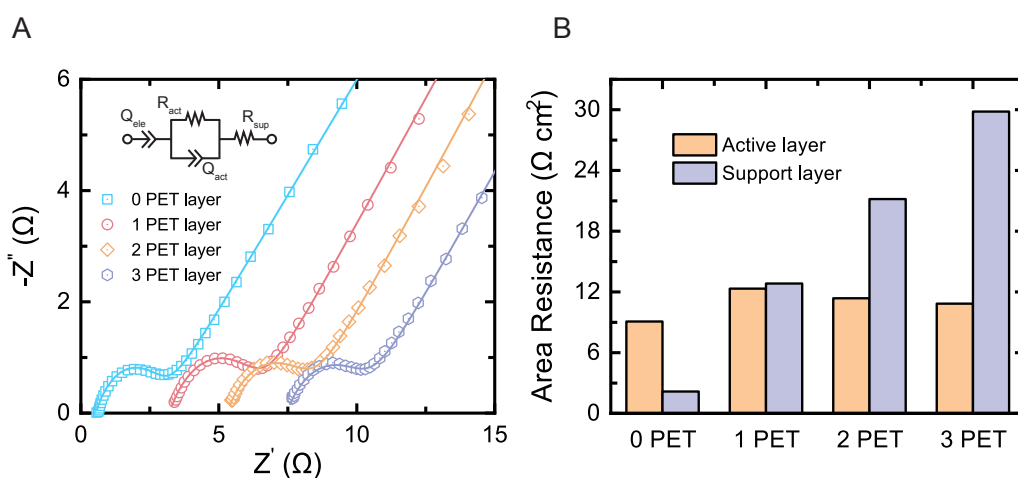 A
B
6
4
2
0
-Z" (Ω)
Q_ele
R_act
R_sup
Q_act
0 PET layer
1 PET layer
2 PET layer
3 PET layer
0
5
10
15
Z' (Ω)
30
24
18
12
6
0
Area Resistance (Ω cm²)
Active layer
Support layer
0 PET
1 PET
2 PET
3 PET